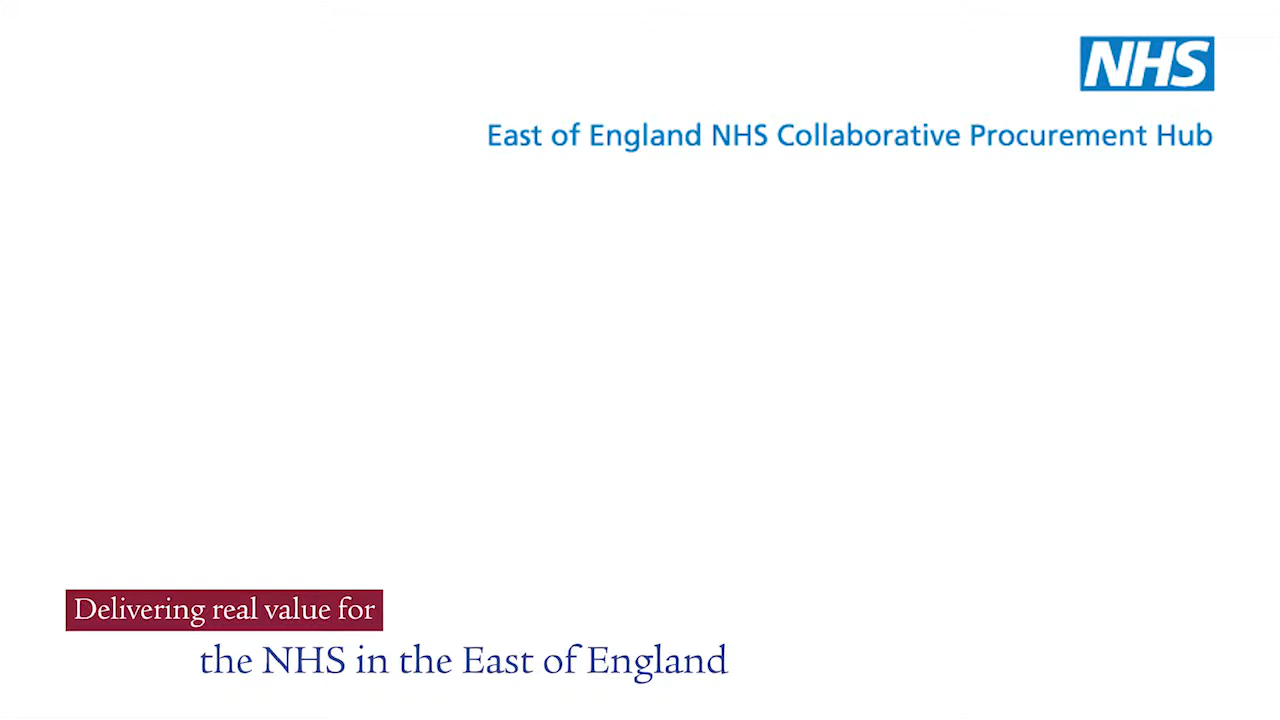 NHS
East of England NHS Collaborative Procurement Hub
Delivering real value for
the NHS in the East of England